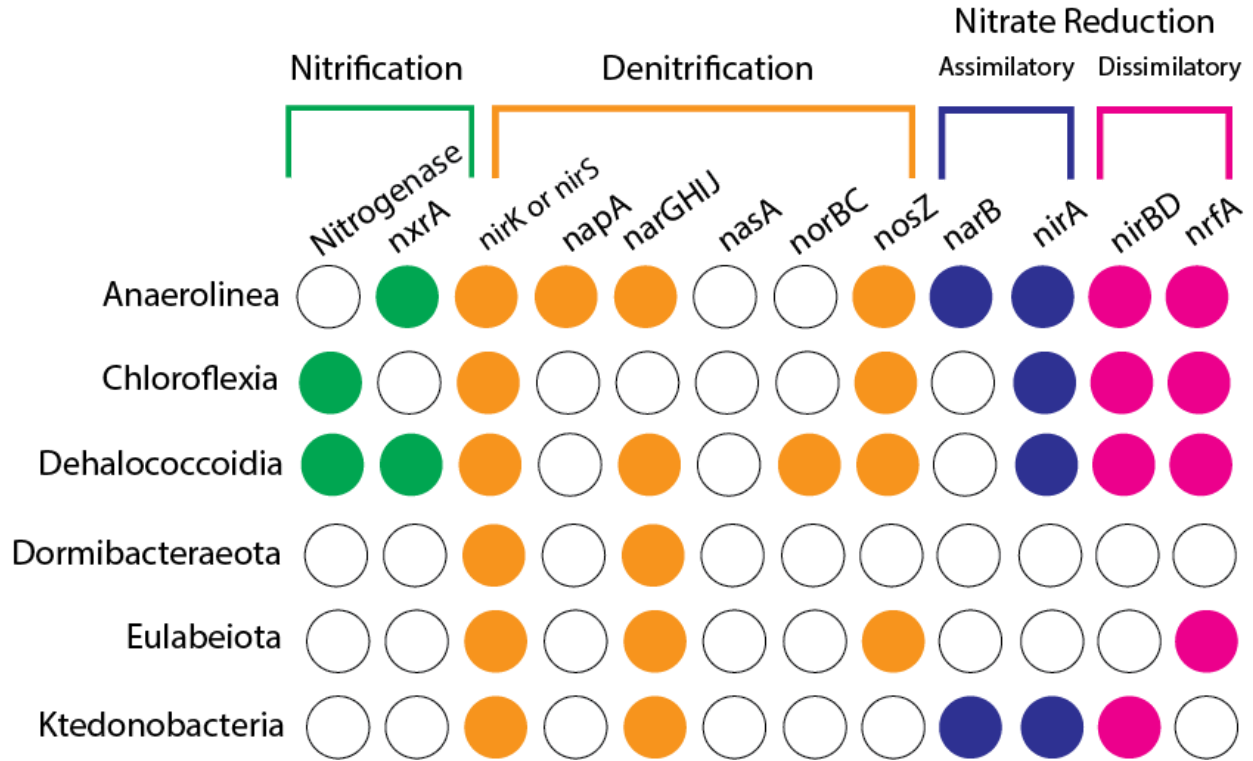 Nitrate Reduction
Nitrification
Denitrification
Assimilatory
Dissimilatory
Nitrogenase
nxrA
nirK or nirS
napA
narGHIJ
nasA
norBC
nosZ
narB
nirA
nirBD
nrfA
Anaerolinea
Chloroflexia
Dehalococcoidia
Dormibacteraeota
Eulabeiota
Ktedonobacteria